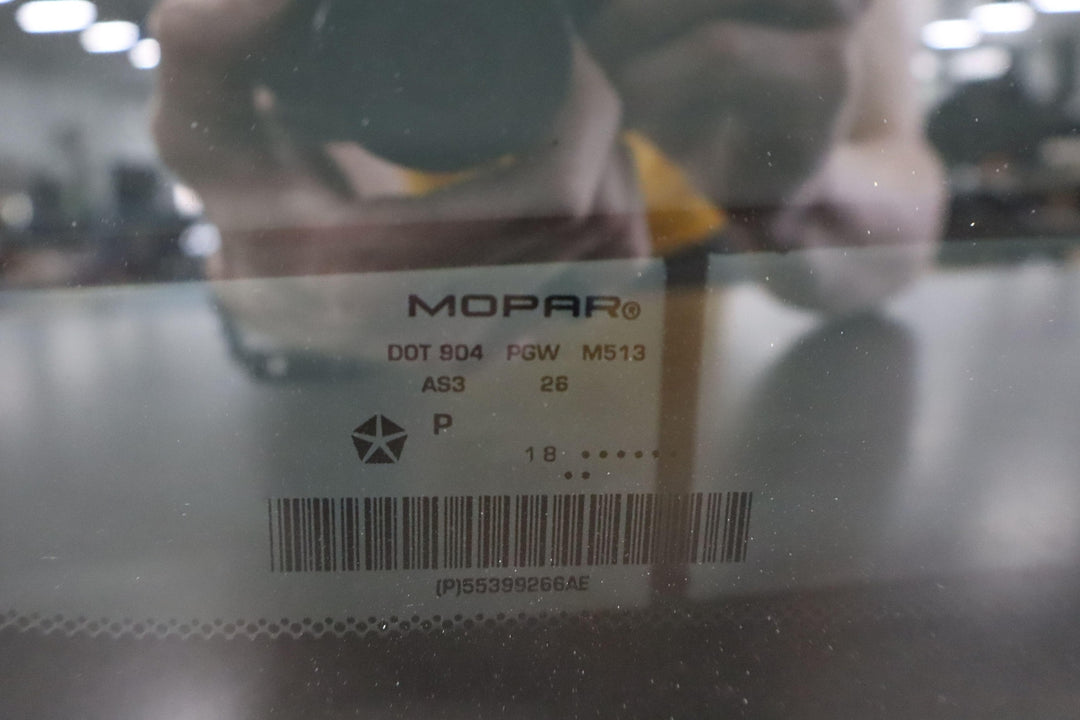 MOPAR®
DOT 904 PGW M513
AS3 26
P
18 ••••••
••
(P)55399266AE